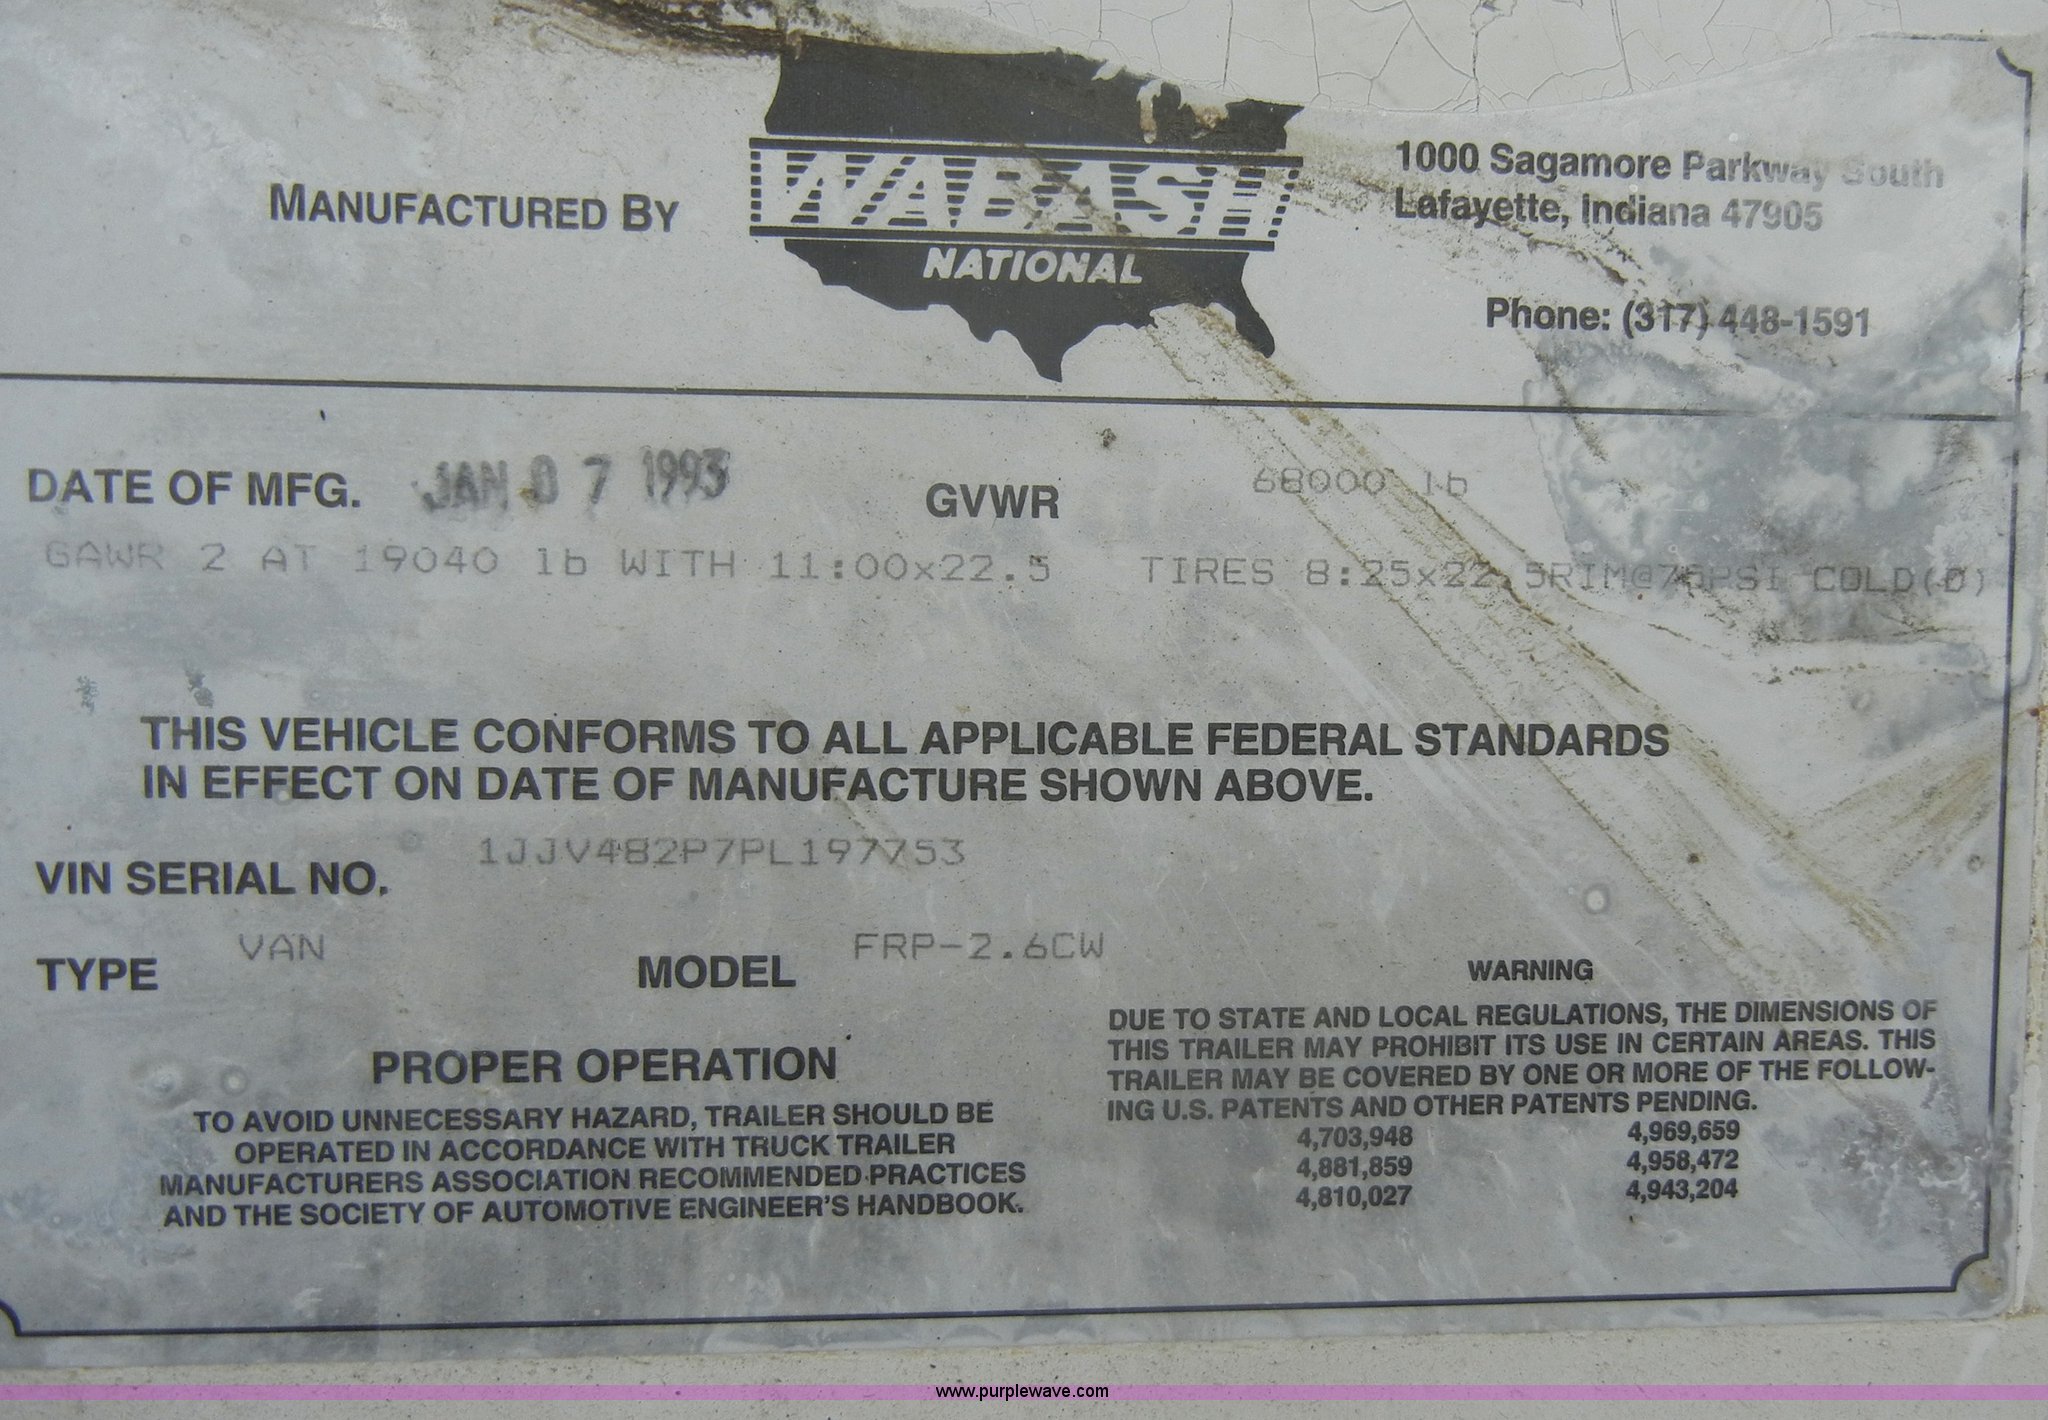 MANUFACTURED BY
WABASH
NATIONAL
1000 Sagamore Parkway South
Lafayette, Indiana 47905
Phone: (317) 448-1591
DATE OF MFG. JAN 07 1993 GVWR 68000 lb
GAWR 2 AT 19040 lb WITH 11:00x22.5 TIRES 8:25x22.5RIM@75PSI COLD(D)
THIS VEHICLE CONFORMS TO ALL APPLICABLE FEDERAL STANDARDS
IN EFFECT ON DATE OF MANUFACTURE SHOWN ABOVE.
VIN SERIAL NO. 1JJV482P7PL197753
TYPE VAN MODEL FRP-2.6CW
PROPER OPERATION
TO AVOID UNNECESSARY HAZARD, TRAILER SHOULD BE
OPERATED IN ACCORDANCE WITH TRUCK TRAILER
MANUFACTURERS ASSOCIATION RECOMMENDED PRACTICES
AND THE SOCIETY OF AUTOMOTIVE ENGINEER'S HANDBOOK.
WARNING
DUE TO STATE AND LOCAL REGULATIONS, THE DIMENSIONS OF
THIS TRAILER MAY PROHIBIT ITS USE IN CERTAIN AREAS. THIS
TRAILER MAY BE COVERED BY ONE OR MORE OF THE FOLLOW-
ING U.S. PATENTS AND OTHER PATENTS PENDING.
4,703,948 4,969,659
4,881,859 4,958,472
4,810,027 4,943,204
www.purplewave.com